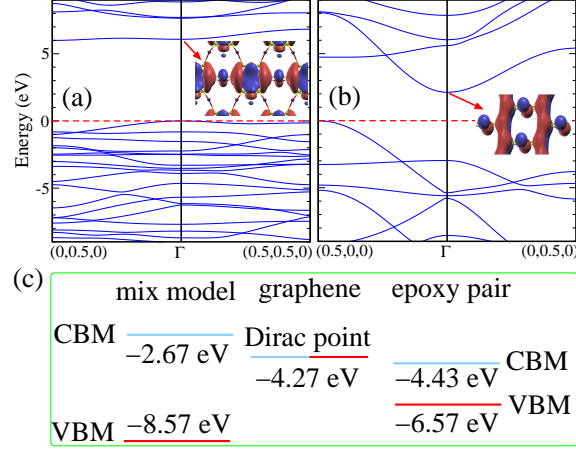 Energy (eV)
5
0
-5
(a)
(b)
(0,0.5,0)
Γ
(0.5,0.5,0)
(0.5,0,0)
Γ
(0,0.5,0)
(c)
mix model
graphene
epoxy pair
CBM
−2.67 eV
Dirac point
−4.27 eV
−4.43 eV
CBM
VBM
−8.57 eV
−6.57 eV
VBM